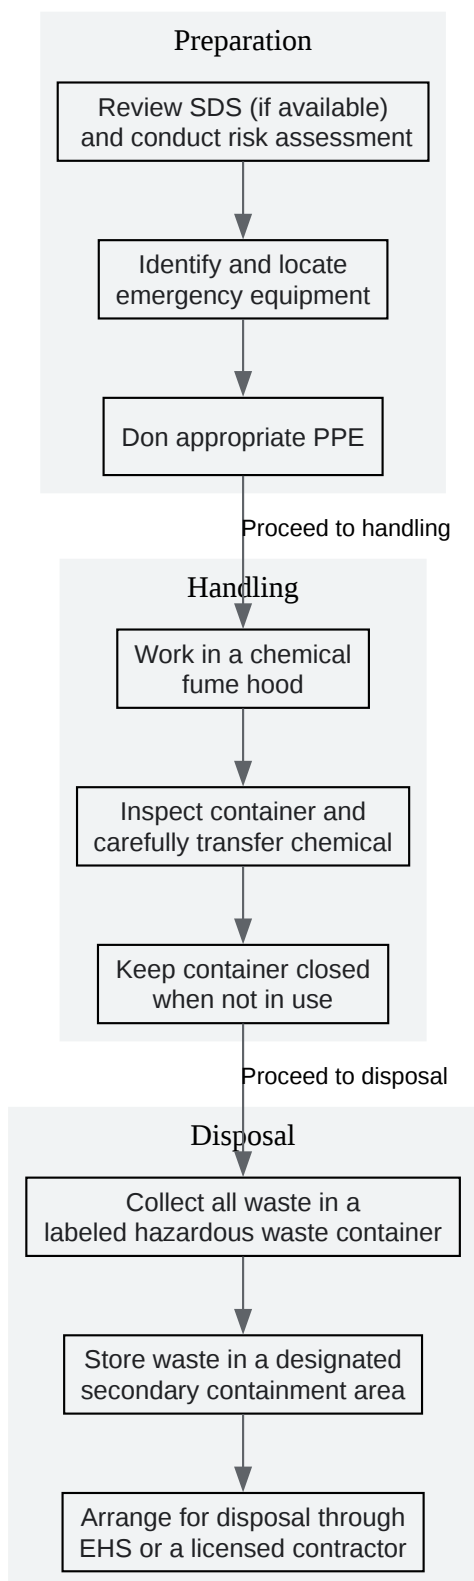 Preparation
Review SDS (if available)
and conduct risk assessment
Identify and locate
emergency equipment
Don appropriate PPE
Proceed to handling
Handling
Work in a chemical
fume hood
Inspect container and
carefully transfer chemical
Keep container closed
when not in use
Proceed to disposal
Disposal
Collect all waste in a
labeled hazardous waste container
Store waste in a designated
secondary containment area
Arrange for disposal through
EHS or a licensed contractor